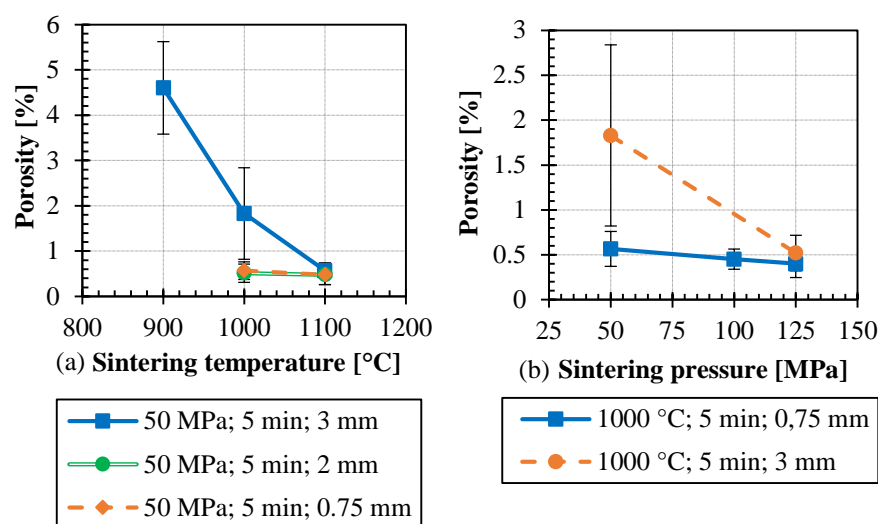 6
5
4
3
2
1
0
Porosity [%]
800 900 1000 1100 1200
(a) Sintering temperature [°C]
50 MPa; 5 min; 3 mm
50 MPa; 5 min; 2 mm
50 MPa; 5 min; 0.75 mm
3
2.5
2
1.5
1
0.5
0
Porosity [%]
25 50 75 100 125 150
(b) Sintering pressure [MPa]
1000 °C; 5 min; 0,75 mm
1000 °C; 5 min; 3 mm